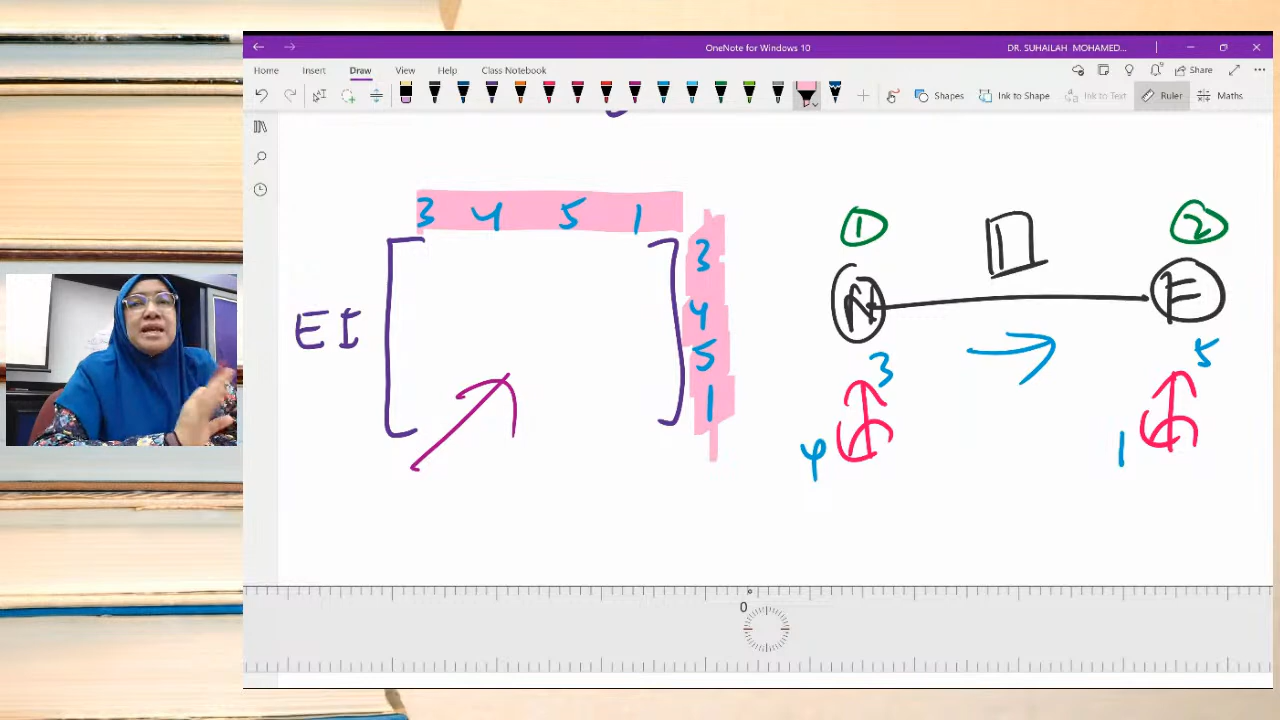 OneNote for Windows 10
DR. SUHAILAH MOHAMED...
Home Insert Draw View Help Class Notebook
Share
Shapes
Ink to Shape
Ink to Text
Ruler
Maths
3 4 5 1
3
4
5
1
EI
1
2
N
F
3
5
4
1
0